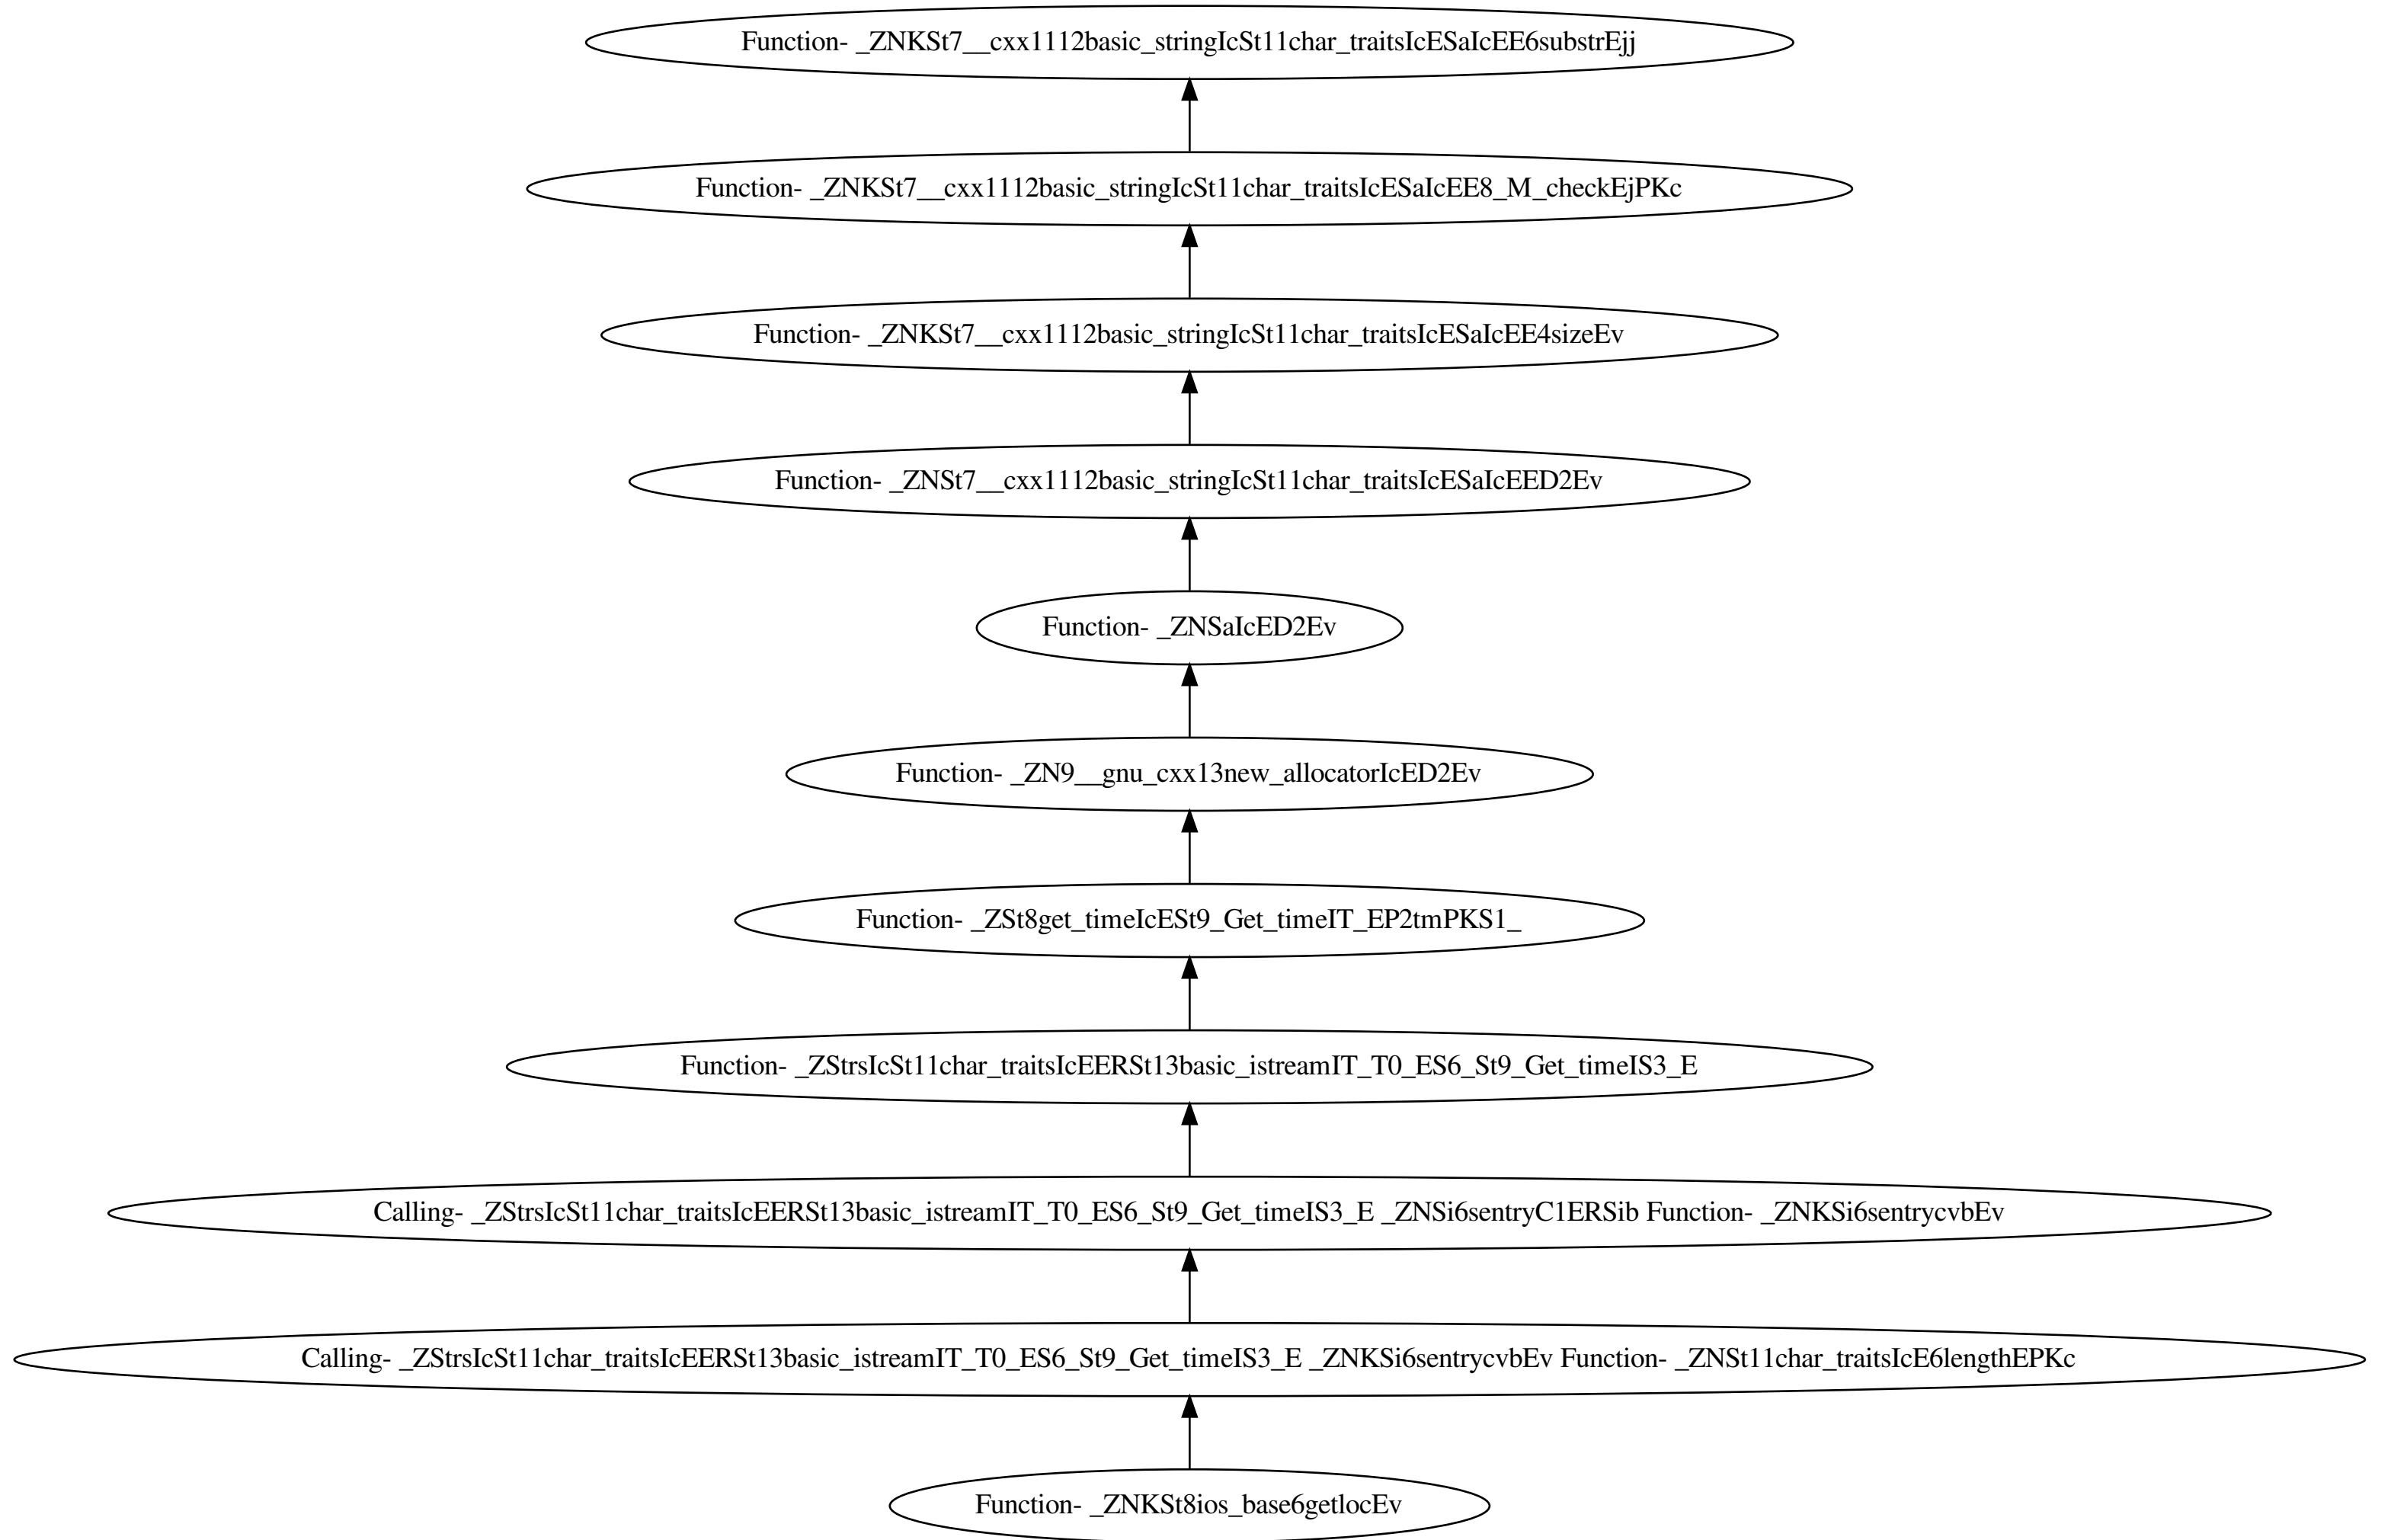 Function- _ZNKSt7__cxx1112basic_stringIcSt11char_traitsIcESaIcEE6substrEjj
Function- _ZNKSt7__cxx1112basic_stringIcSt11char_traitsIcESaIcEE8_M_checkEjPKc
Function- _ZNKSt7__cxx1112basic_stringIcSt11char_traitsIcESaIcEE4sizeEv
Function- _ZNSt7__cxx1112basic_stringIcSt11char_traitsIcESaIcEED2Ev
Function- _ZNSaIcED2Ev
Function- _ZN9__gnu_cxx13new_allocatorIcED2Ev
Function- _ZSt8get_timeIcESt9_Get_timeIT_EP2tmPKS1_
Function- _ZStrsIcSt11char_traitsIcEERSt13basic_istreamIT_T0_ES6_St9_Get_timeIS3_E
Calling- _ZStrsIcSt11char_traitsIcEERSt13basic_istreamIT_T0_ES6_St9_Get_timeIS3_E _ZNSi6sentryC1ERSib Function- _ZNKSi6sentrycvbEv
Calling- _ZStrsIcSt11char_traitsIcEERSt13basic_istreamIT_T0_ES6_St9_Get_timeIS3_E _ZNKSi6sentrycvbEv Function- _ZNSt11char_traitsIcE6lengthEPKc
Function- _ZNKSt8ios_base6getlocEv